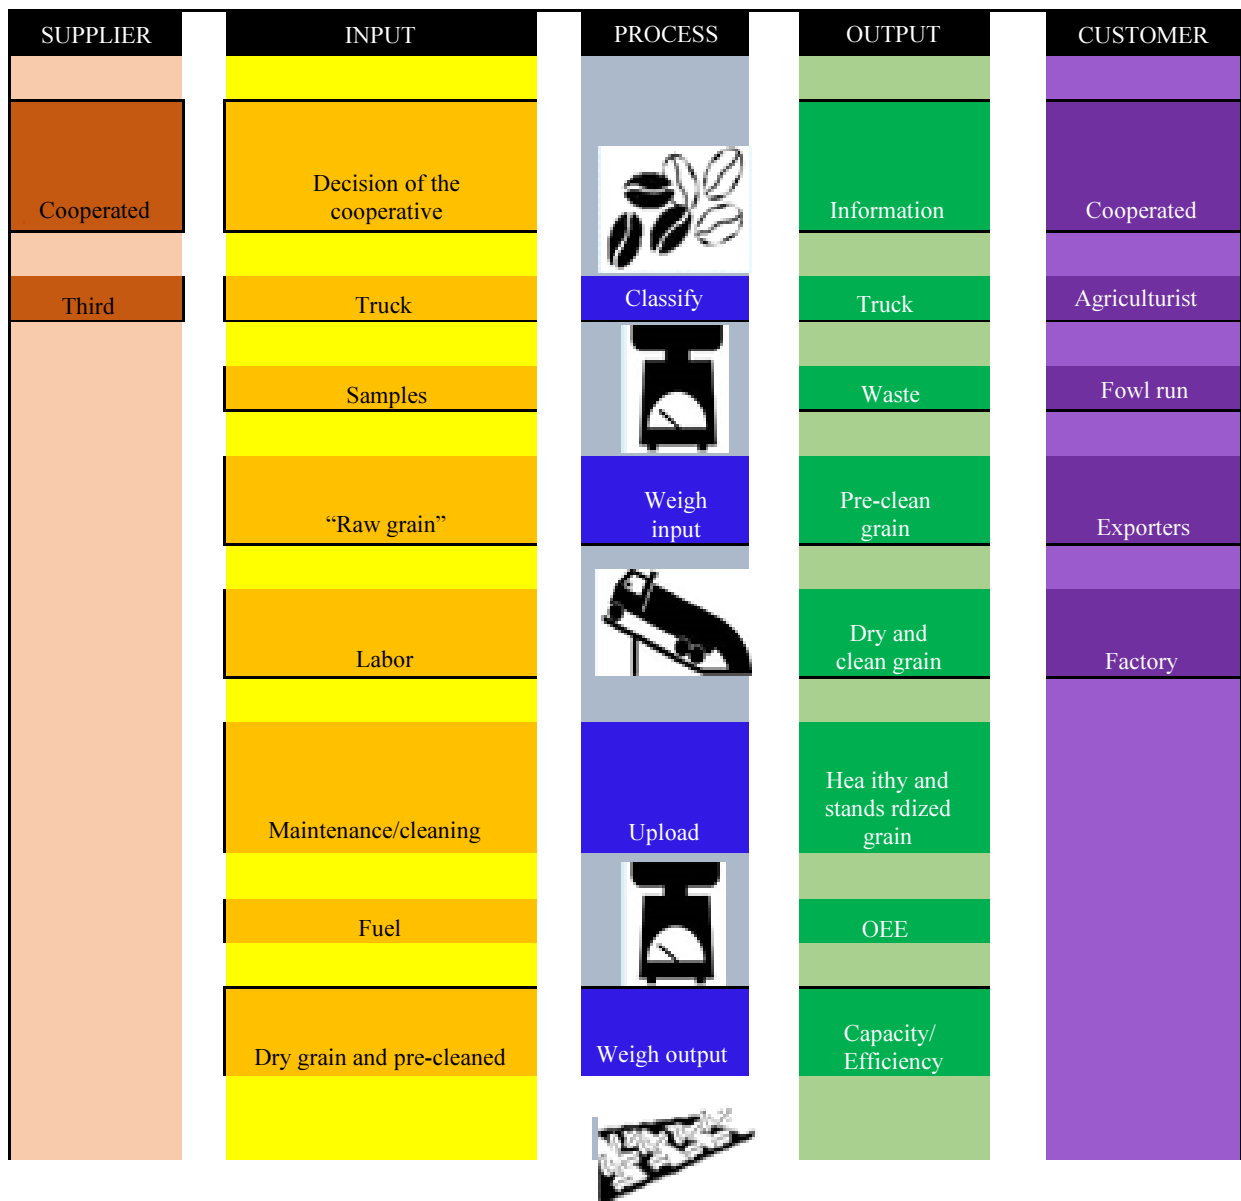 SUPPLIER INPUT PROCESS OUTPUT CUSTOMER
Cooperated
Decision of the
cooperative
Information
Cooperated
Third
Truck
Classify
Truck
Agriculturist
Samples
Waste
Fowl run
“Raw grain”
Weigh
input
Pre-clean
grain
Exporters
Labor
Dry and
clean grain
Factory
Maintenance/cleaning
Upload
Hea ithy and
stands rdized
grain
Fuel
OEE
Dry grain and pre-cleaned
Weigh output
Capacity/
Efficiency